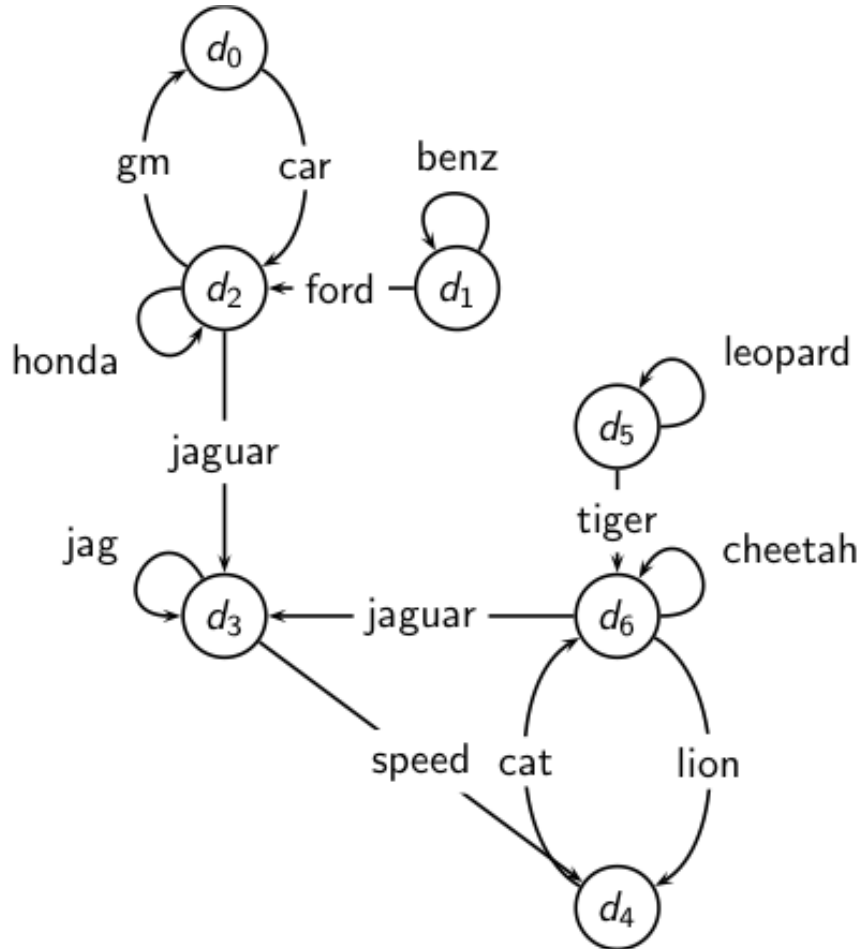 d₀
gm
car
benz
d₂
ford
d₁
honda
leopard
d₅
jaguar
tiger
jag
cheetah
d₃
jaguar
d₆
speed
cat
lion
d₄